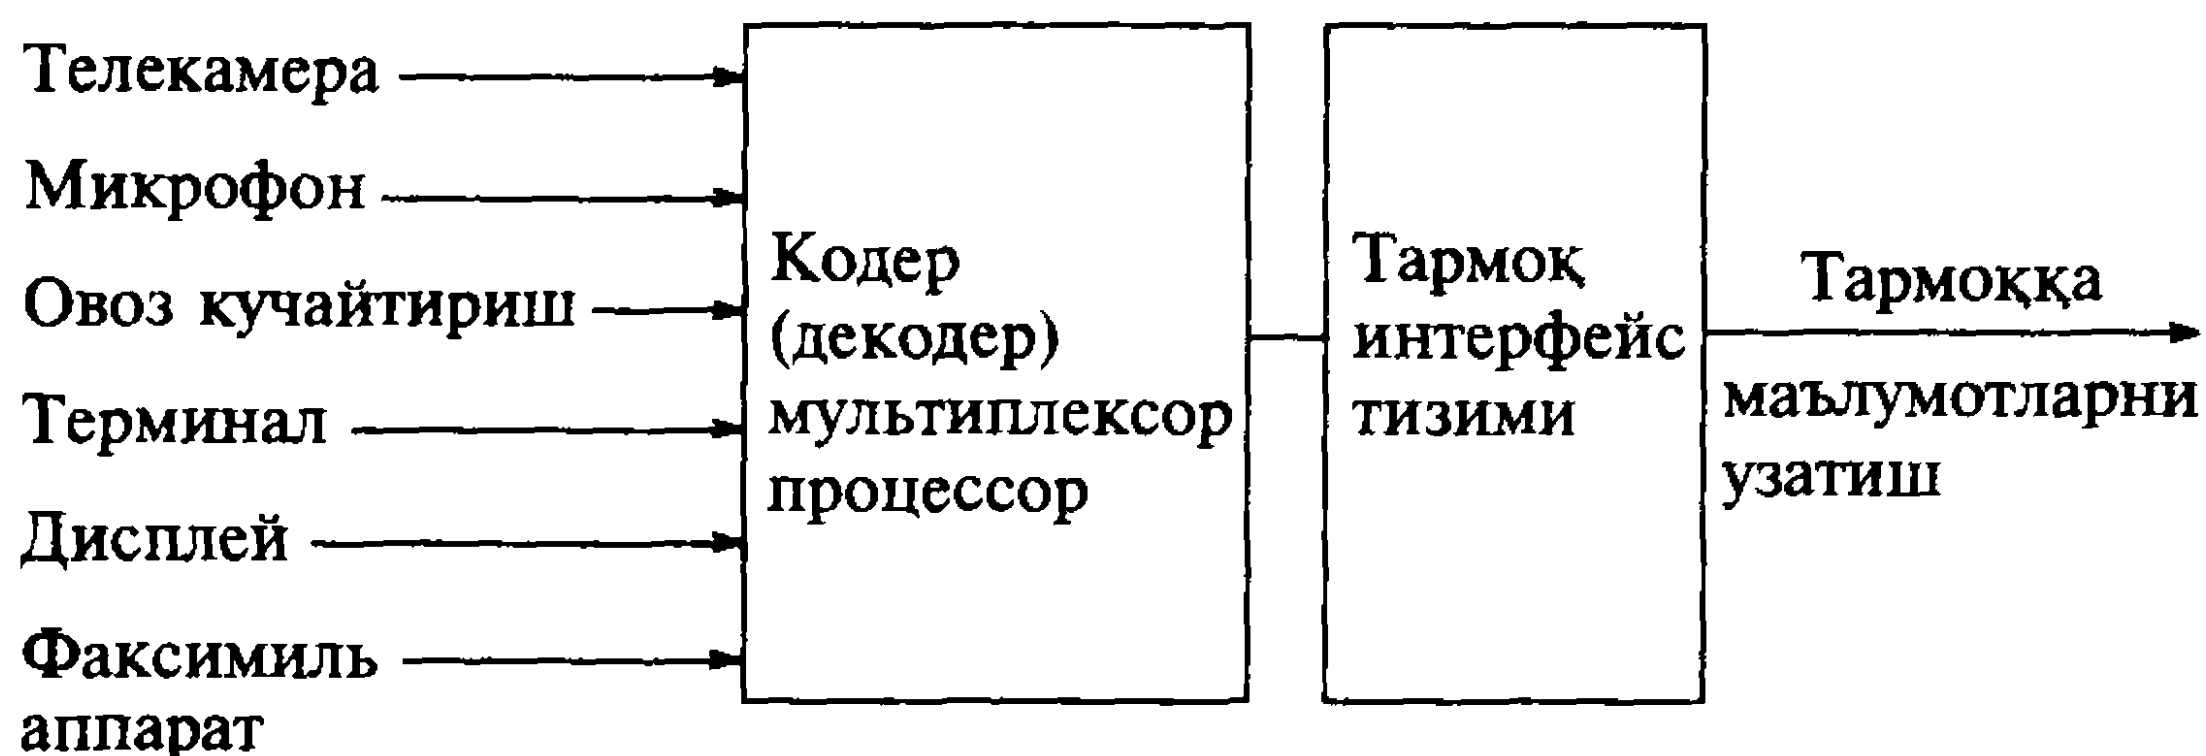 Телекамера
Микрофон
Овоз кучайтириш
Терминал
Дисплей
Факсимиль
аппарат
Кодер
(декодер)
мультиплексор
процессор
Тармоқ
интерфейс
тизими
Тармоққа
маълумотларни
узатиш